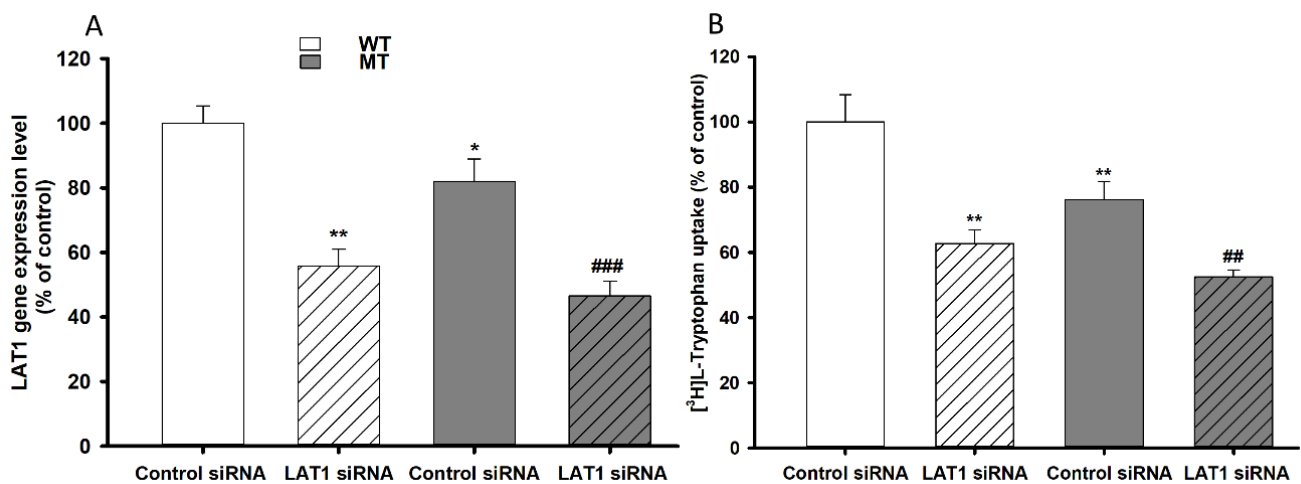 A
WT
MT
LAT1 gene expression level
(% of control)
120
100
80
60
40
20
0
**
*
###
Control siRNA LAT1 siRNA Control siRNA LAT1 siRNA
B
[³H]L-Tryptophan uptake (% of control)
120
100
80
60
40
20
0
**
**
##
Control siRNA LAT1 siRNA Control siRNA LAT1 siRNA